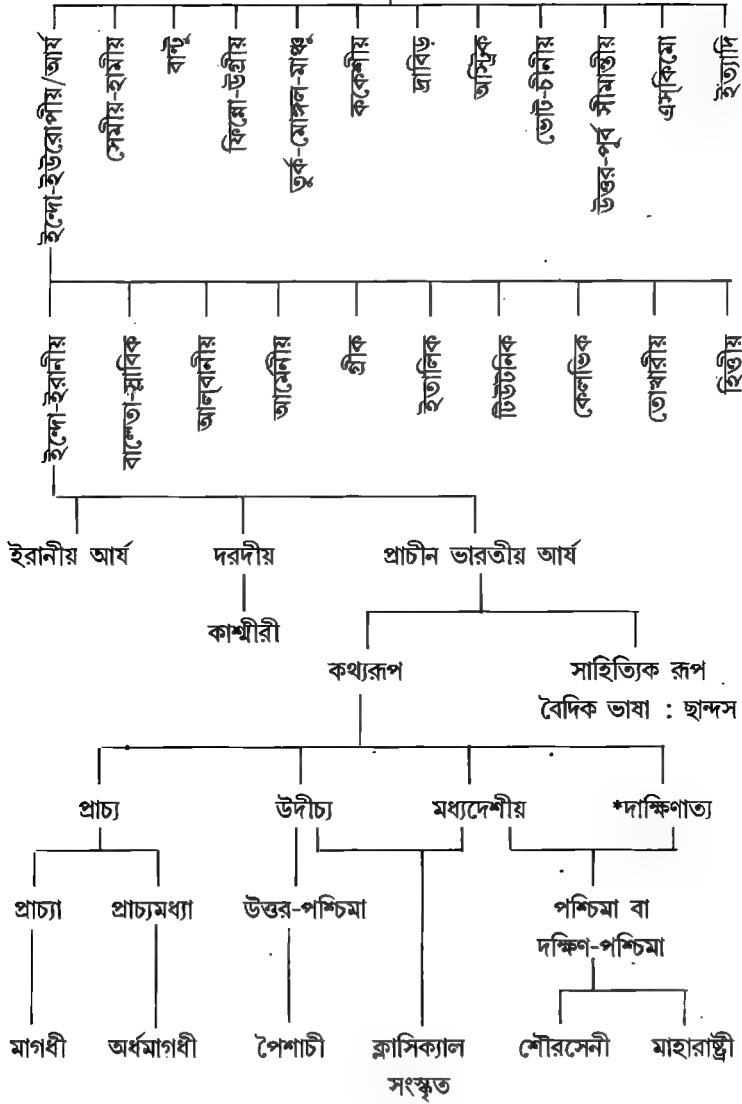 ইন্দো-ইউরোপীয়/আর্য
সেমীয়-হামীয়
বান্টু
ফিন্নো-উগ্রীয়
তুর্ক-মোঙ্গল-মাঞ্চু
ককেশীয়
দ্রাবিড়
অস্ট্রিক
ভোট-চীনীয়
উত্তর-পূর্ব সীমান্তীয়
এস্‌কিমো
ইত্যাদি
ইন্দো-ইরানীয়
বাল্তো-স্লাবিক
আল্‌বানীয়
আর্মেনীয়
গ্রীক
ইতালিক
টিউটনিক
কেলতিক
তোখারীয়
হিত্তীয়
ইরানীয় আর্য
দরদীয়
প্রাচীন ভারতীয় আর্য
কাশ্মীরী
কথ্যরূপ
সাহিত্যিক রূপ
বৈদিক ভাষা : ছান্দস
প্রাচ্য
উদীচ্য
মধ্যদেশীয়
*দাক্ষিণাত্য
প্রাচ্যা
প্রাচ্যমধ্যা
উত্তর-পশ্চিমা
পশ্চিমা বা
দক্ষিণ-পশ্চিমা
মাগধী
অর্ধমাগধী
পৈশাচী
ক্লাসিক্যাল
সংস্কৃত
শৌরসেনী
মাহারাষ্ট্রী